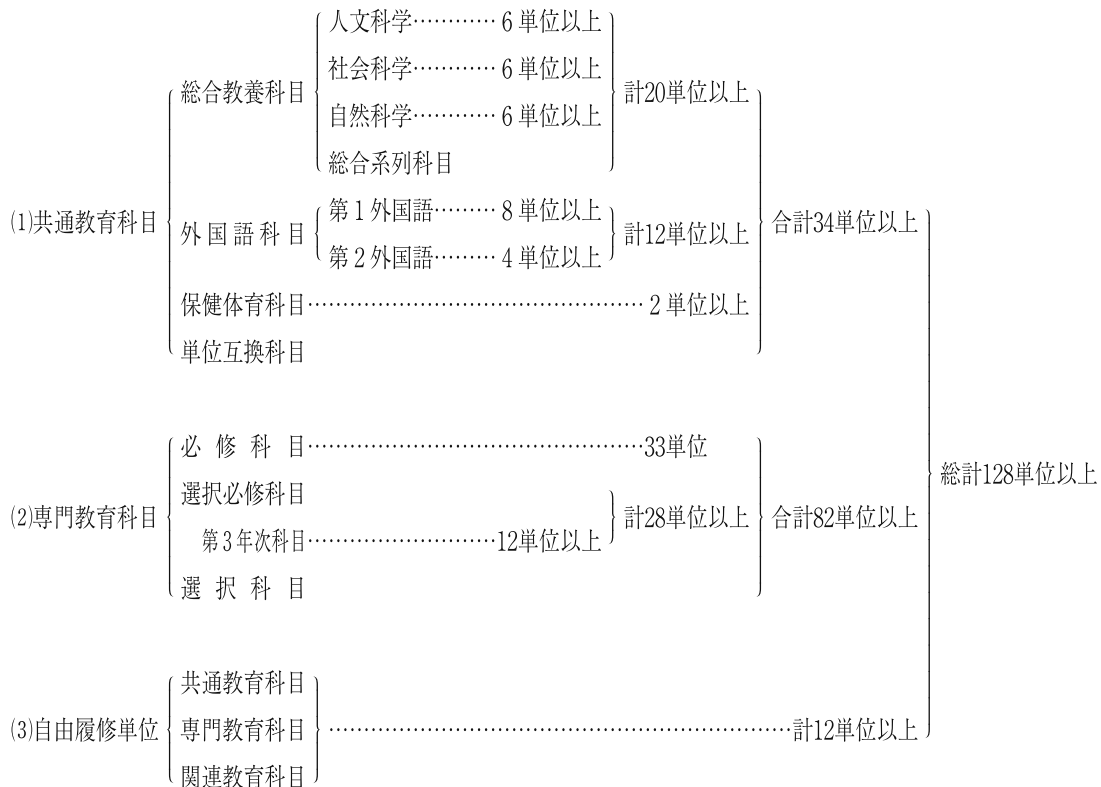 人文科学…………6単位以上
社会科学…………6単位以上
総合教養科目 計20単位以上
自然科学…………6単位以上
総合系列科目
第1外国語………8単位以上
⑴共通教育科目 外国語科目 計12単位以上 合計34単位以上
第2外国語………4単位以上
保健体育科目…………………………………………2単位以上
単位互換科目
必修科目…………………………………………33単位
総計128単位以上
選択必修科目
⑵専門教育科目 計28単位以上 合計82単位以上
第3年次科目………………………12単位以上
選択科目
共通教育科目
⑶自由履修単位 専門教育科目 …………………………………………………………計12単位以上
関連教育科目